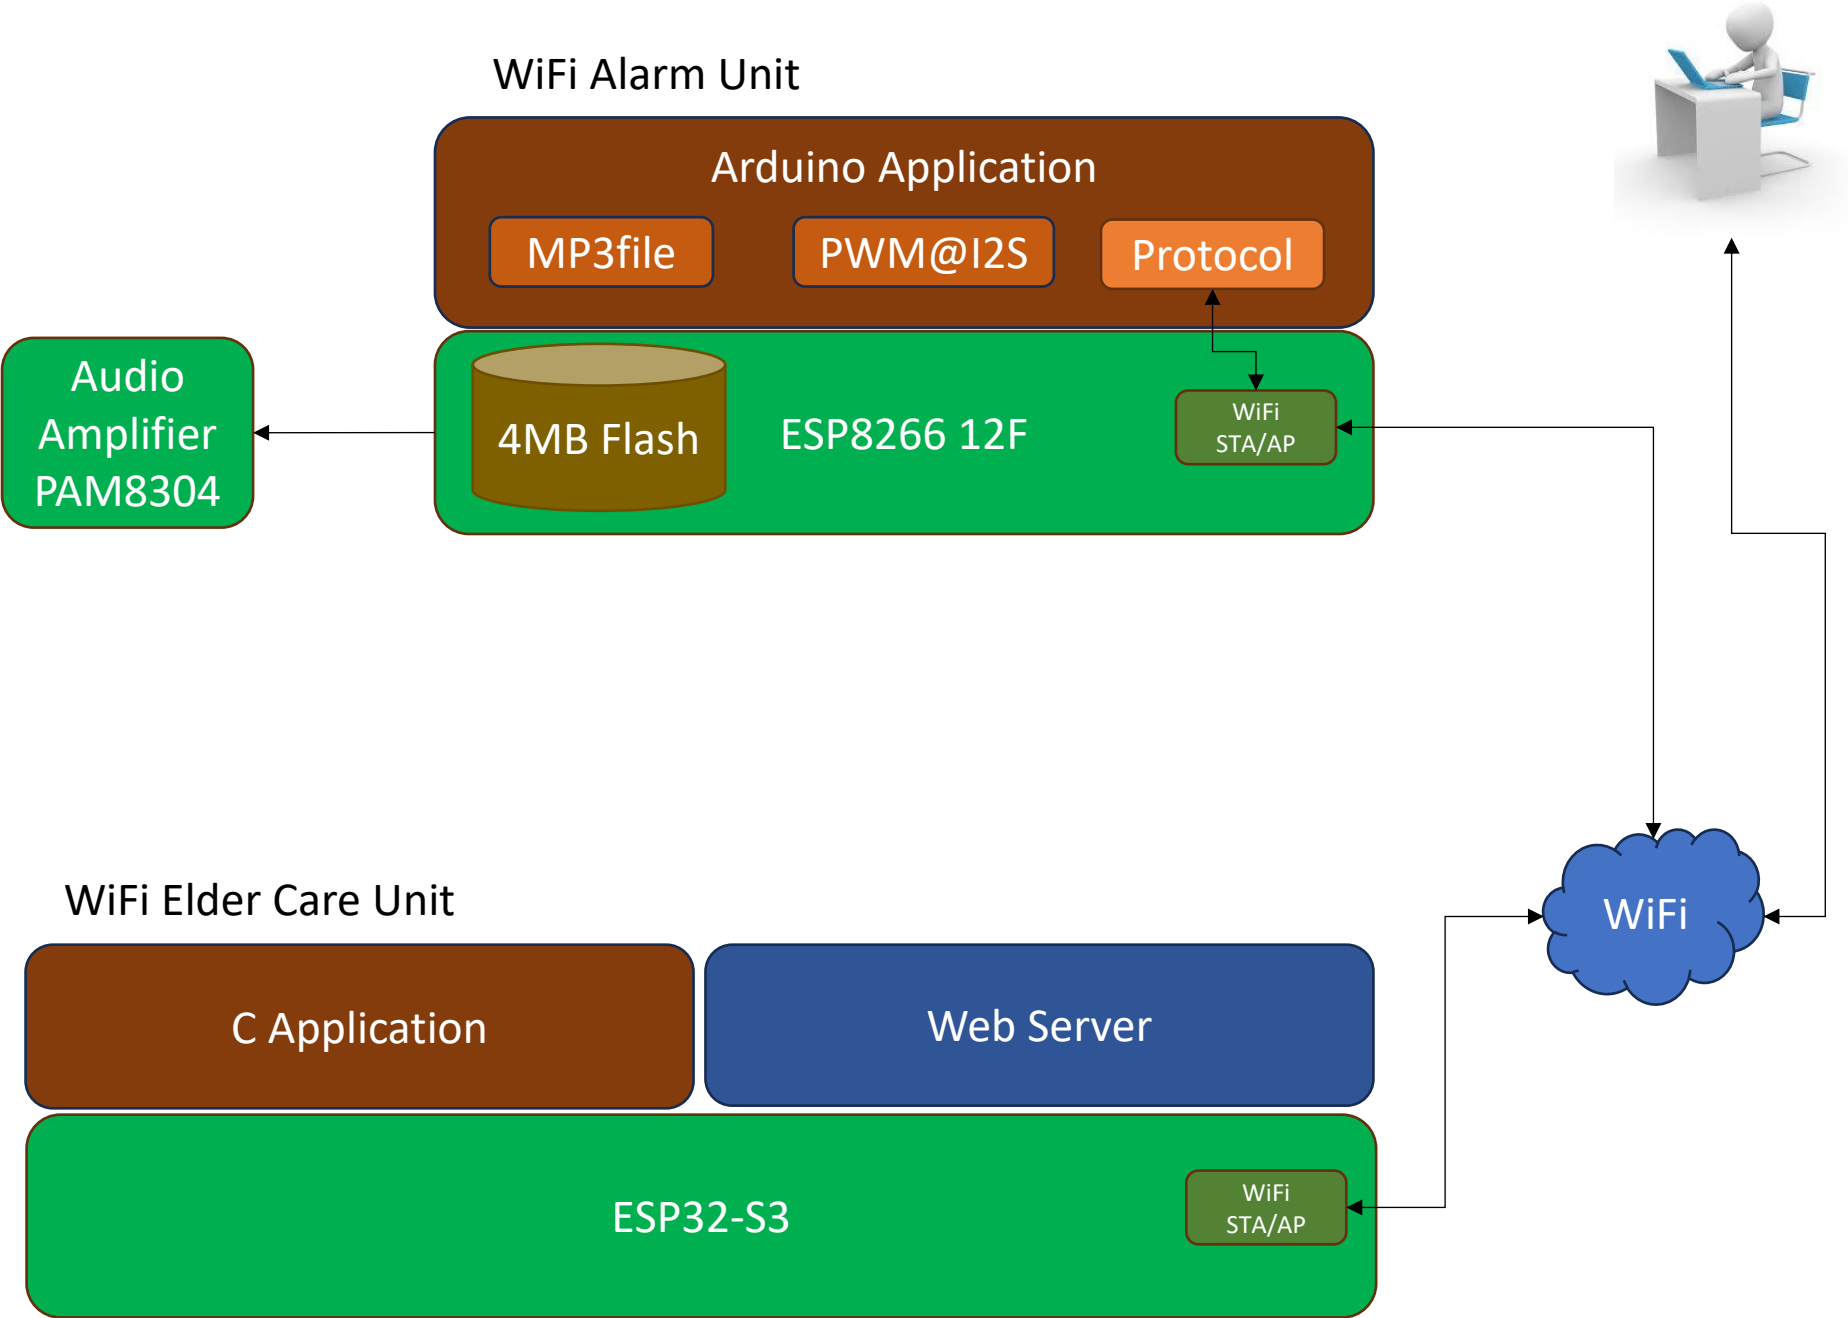 WiFi Alarm Unit
Arduino Application
MP3file
PWM@I2S
Protocol
Audio
Amplifier
PAM8304
4MB Flash
ESP8266 12F
WiFi
STA/AP
WiFi
WiFi Elder Care Unit
C Application
Web Server
ESP32-S3
WiFi
STA/AP